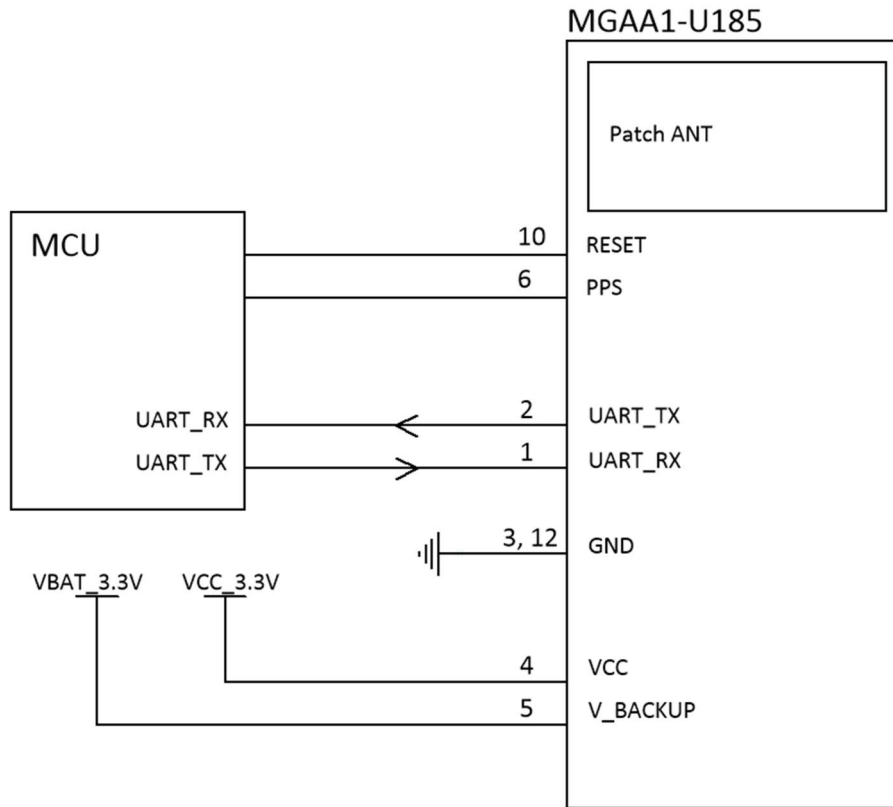 MGAA1-U185
Patch ANT
MCU
10
RESET
6
PPS
UART_RX
2
UART_TX
UART_TX
1
UART_RX
3, 12
GND
VBAT_3.3V
VCC_3.3V
4
VCC
5
V_BACKUP